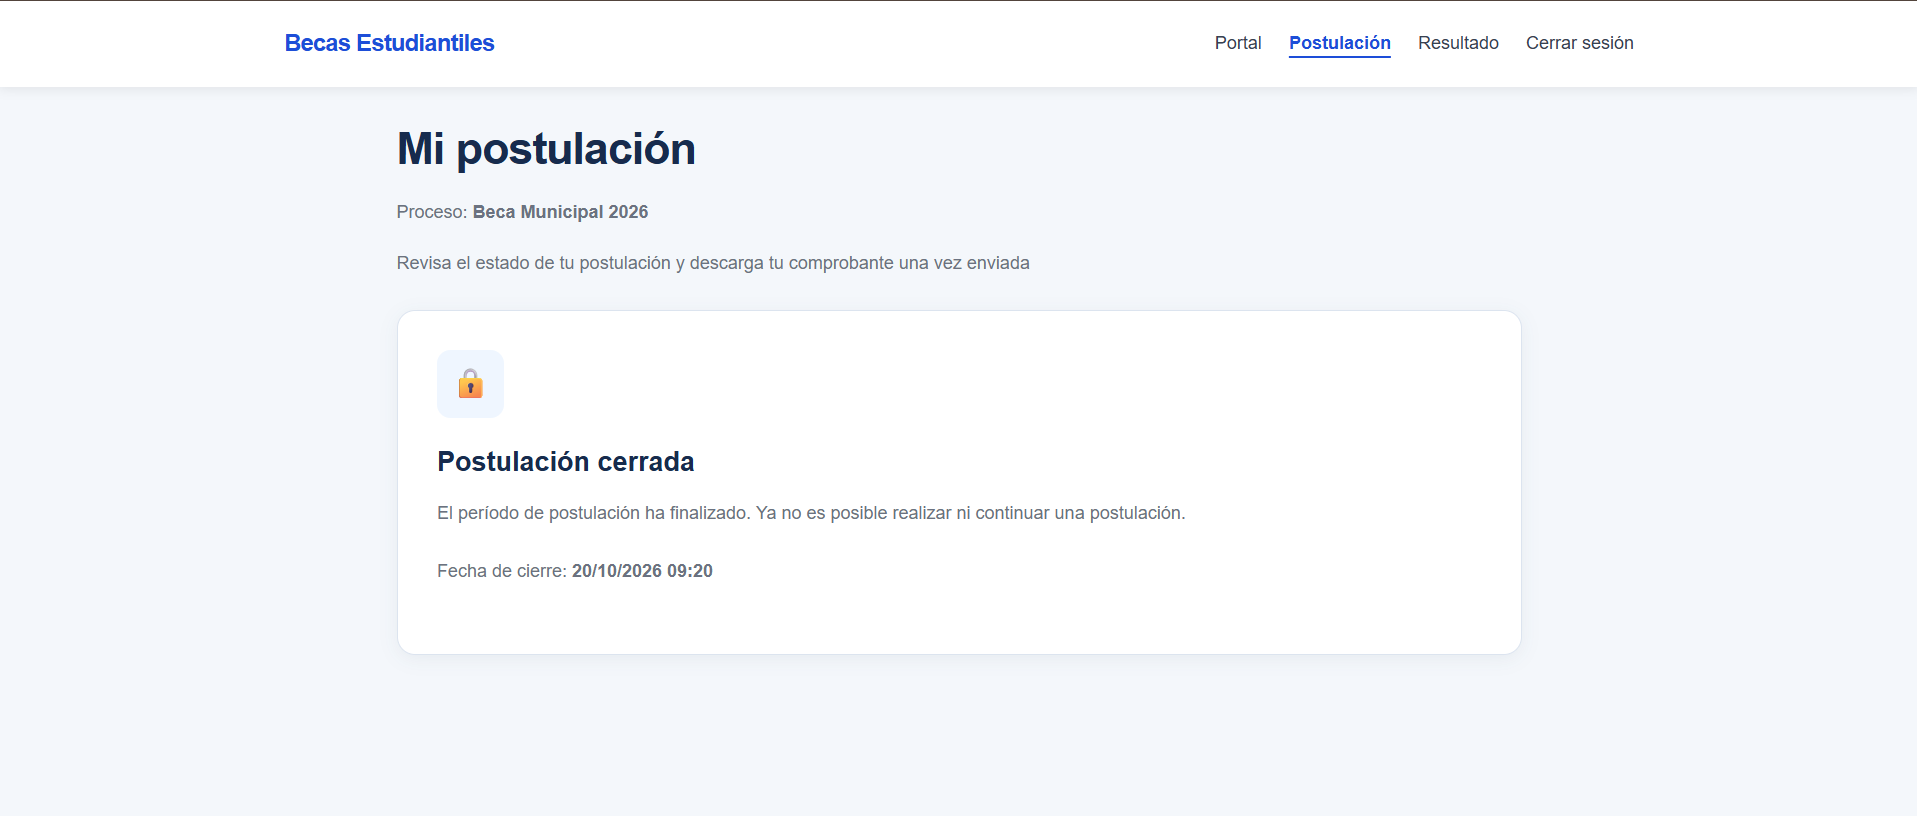 Becas Estudiantiles
Portal
Postulación
Resultado
Cerrar sesión
Mi postulación
Proceso: Beca Municipal 2026
Revisa el estado de tu postulación y descarga tu comprobante una vez enviada
Postulación cerrada
El período de postulación ha finalizado. Ya no es posible realizar ni continuar una postulación.
Fecha de cierre: 20/10/2026 09:20